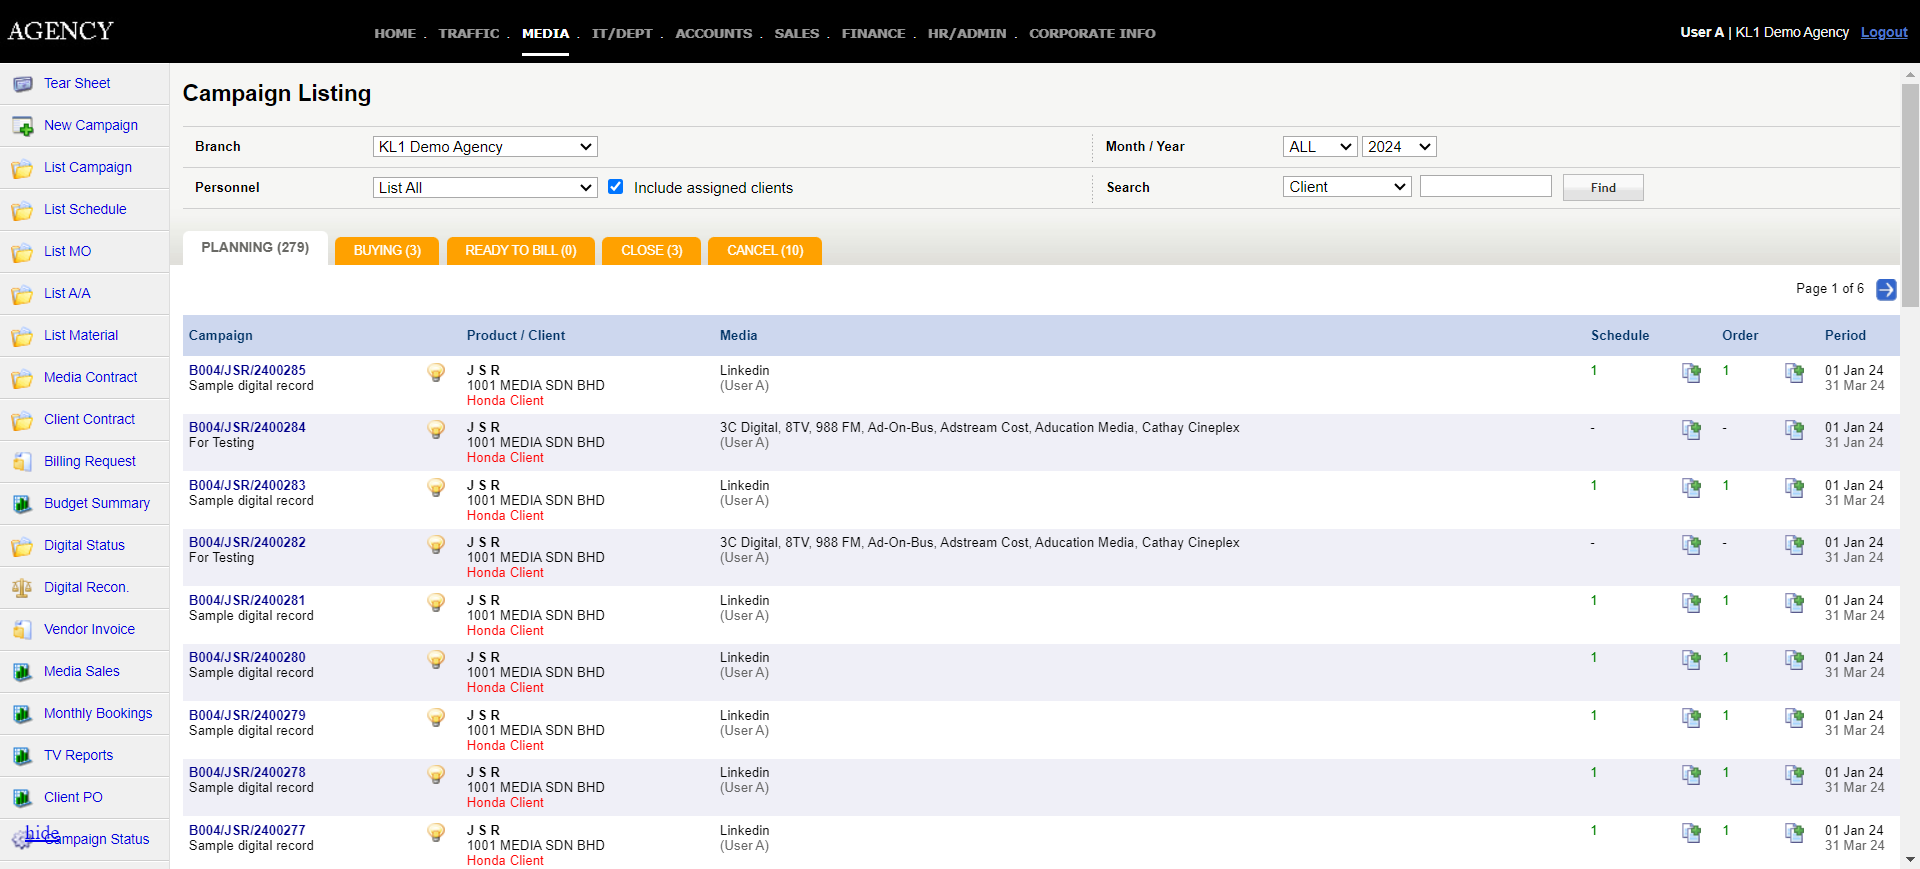 AGENCY
HOME . TRAFFIC . MEDIA . IT/DEPT . ACCOUNTS . SALES . FINANCE . HR/ADMIN . CORPORATE INFO
User A | KL1 Demo Agency Logout
Tear Sheet
New Campaign
List Campaign
List Schedule
List MO
List A/A
List Material
Media Contract
Client Contract
Billing Request
Budget Summary
Digital Status
Digital Recon.
Vendor Invoice
Media Sales
Monthly Bookings
TV Reports
Client PO
hide
Campaign Status
Campaign Listing
Branch KL1 Demo Agency Month / Year ALL 2024
Personnel List All Include assigned clients Search Client Find
PLANNING (279) BUYING (3) READY TO BILL (0) CLOSE (3) CANCEL (10)
Page 1 of 6
Campaign Product / Client Media Schedule Order Period
B004/JSR/2400285 J S R Linkedin 1 1 01 Jan 24
Sample digital record 1001 MEDIA SDN BHD (User A) 31 Mar 24
Honda Client
B004/JSR/2400284 J S R 3C Digital, 8TV, 988 FM, Ad-On-Bus, Adstream Cost, Aducation Media, Cathay Cineplex - - 01 Jan 24
For Testing 1001 MEDIA SDN BHD (User A) 31 Jan 24
Honda Client
B004/JSR/2400283 J S R Linkedin 1 1 01 Jan 24
Sample digital record 1001 MEDIA SDN BHD (User A) 31 Mar 24
Honda Client
B004/JSR/2400282 J S R 3C Digital, 8TV, 988 FM, Ad-On-Bus, Adstream Cost, Aducation Media, Cathay Cineplex - - 01 Jan 24
For Testing 1001 MEDIA SDN BHD (User A) 31 Jan 24
Honda Client
B004/JSR/2400281 J S R Linkedin 1 1 01 Jan 24
Sample digital record 1001 MEDIA SDN BHD (User A) 31 Mar 24
Honda Client
B004/JSR/2400280 J S R Linkedin 1 1 01 Jan 24
Sample digital record 1001 MEDIA SDN BHD (User A) 31 Mar 24
Honda Client
B004/JSR/2400279 J S R Linkedin 1 1 01 Jan 24
Sample digital record 1001 MEDIA SDN BHD (User A) 31 Mar 24
Honda Client
B004/JSR/2400278 J S R Linkedin 1 1 01 Jan 24
Sample digital record 1001 MEDIA SDN BHD (User A) 31 Mar 24
Honda Client
B004/JSR/2400277 J S R Linkedin 1 1 01 Jan 24
Sample digital record 1001 MEDIA SDN BHD (User A) 31 Mar 24
Honda Client